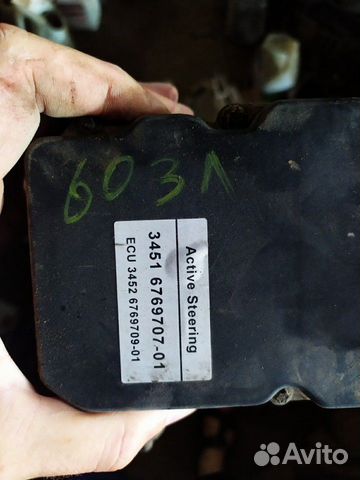 603Л
Active Steering
3451 6769707-01
ECU 3452 6769709-01
Avito